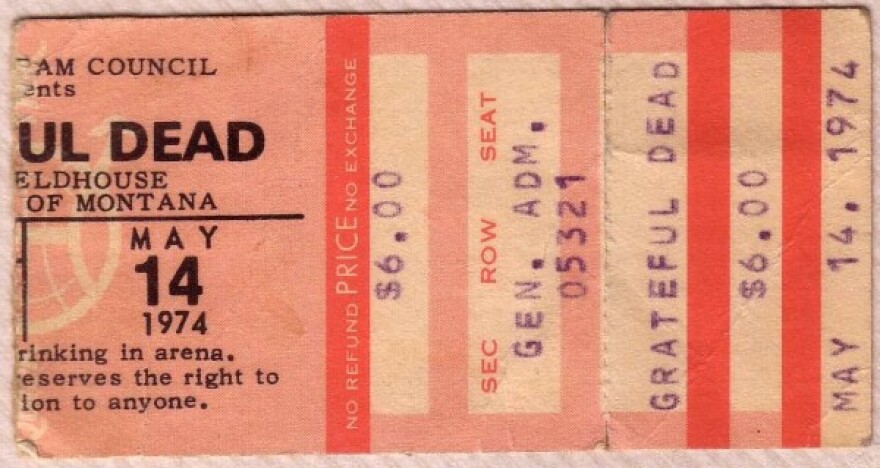 AM COUNCIL
ents
UL DEAD
ELDHOUSE
OF MONTANA
MAY
14
1974
rinking in arena.
eserves the right to
ion to anyone.
NO REFUND PRICE NO EXCHANGE
$6.00
SEC ROW SEAT
GEN. ADM.
05321
GRATEFUL DEAD
$6.00
MAY 14. 1974